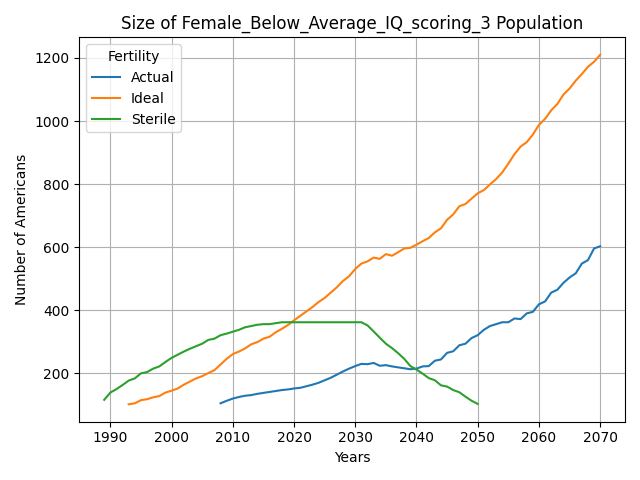 Size of Female_Below_Average_IQ_scoring_3 Population
Fertility
Actual
Ideal
Sterile
Number of Americans
1200
1000
800
600
400
200
1990 2000 2010 2020 2030 2040 2050 2060 2070
Years